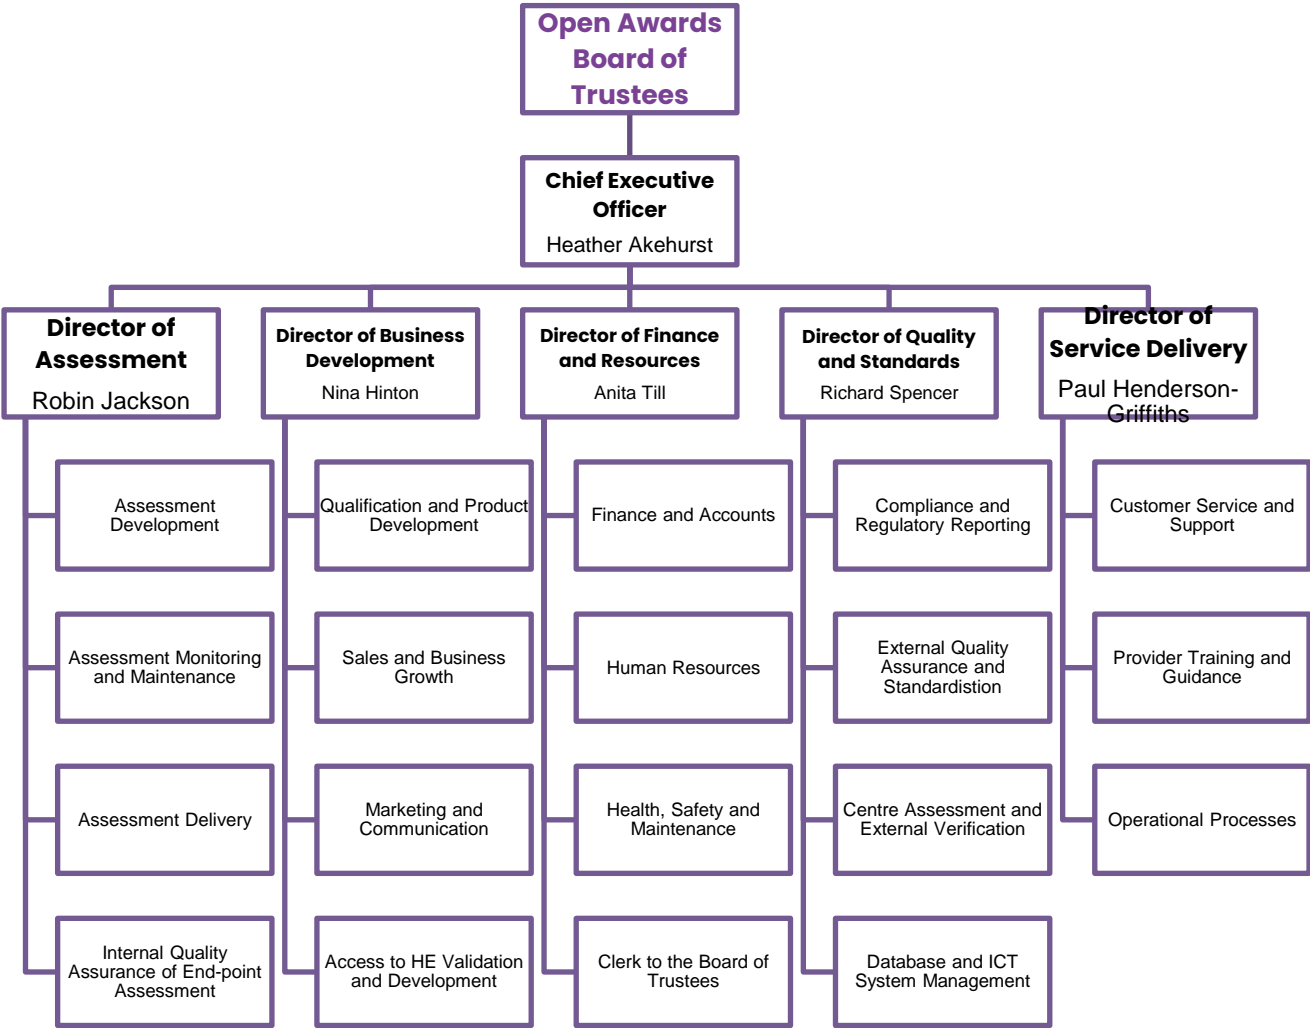 Open Awards
Board of
Trustees
Chief Executive
Officer
Heather Akehurst
Director of
Assessment
Robin Jackson
Director of Business
Development
Nina Hinton
Director of Finance
and Resources
Anita Till
Director of Quality
and Standards
Richard Spencer
Director of
Service Delivery
Paul Henderson-
Griffiths
Assessment
Development
Qualification and Product
Development
Finance and Accounts
Compliance and
Regulatory Reporting
Customer Service and
Support
Assessment Monitoring
and Maintenance
Sales and Business
Growth
Human Resources
External Quality
Assurance and
Standardistion
Provider Training and
Guidance
Assessment Delivery
Marketing and
Communication
Health, Safety and
Maintenance
Centre Assessment and
External Verification
Operational Processes
Internal Quality
Assurance of End-point
Assessment
Access to HE Validation
and Development
Clerk to the Board of
Trustees
Database and ICT
System Management